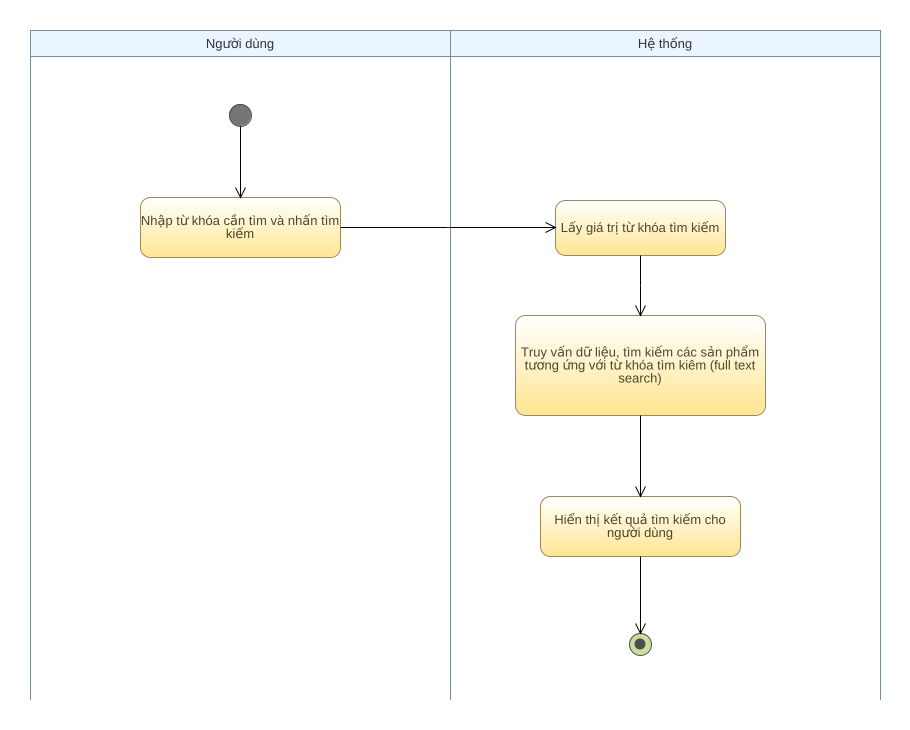 Người dùng
Hệ thống
Nhập từ khóa cần tìm và nhấn tìm
kiếm
Lấy giá trị từ khóa tìm kiếm
Truy vấn dữ liệu, tìm kiếm các sản phẩm
tương ứng với từ khóa tìm kiêm (full text
search)
Hiển thị kết quả tìm kiếm cho
người dùng